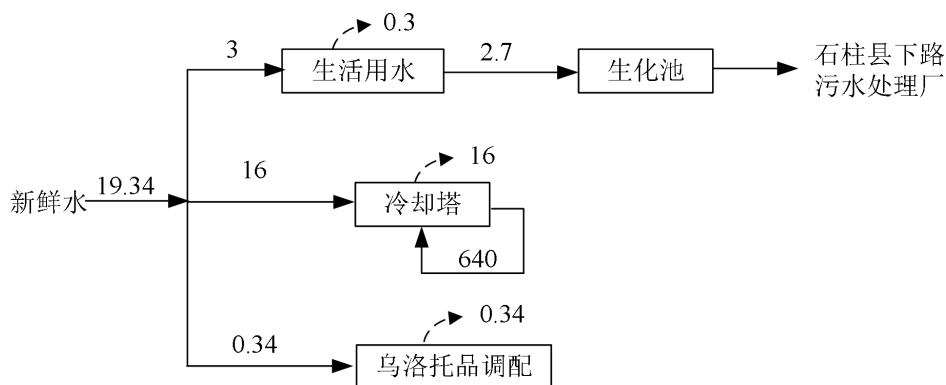 0.3
3
生活用水
2.7
生化池
石柱县下路
污水处理厂
16
16
新鲜水
19.34
冷却塔
640
0.34
0.34
乌洛托品调配